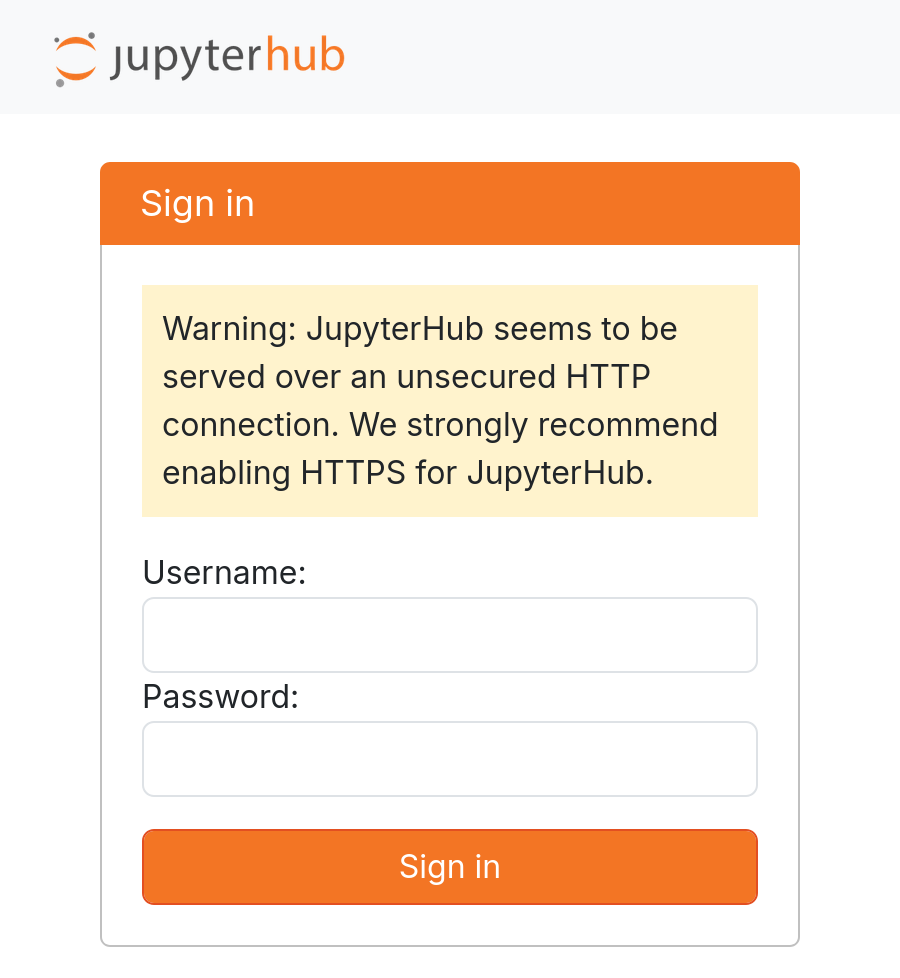 jupyterhub
Sign in
Warning: JupyterHub seems to be
served over an unsecured HTTP
connection. We strongly recommend
enabling HTTPS for JupyterHub.
Username:
Password:
Sign in